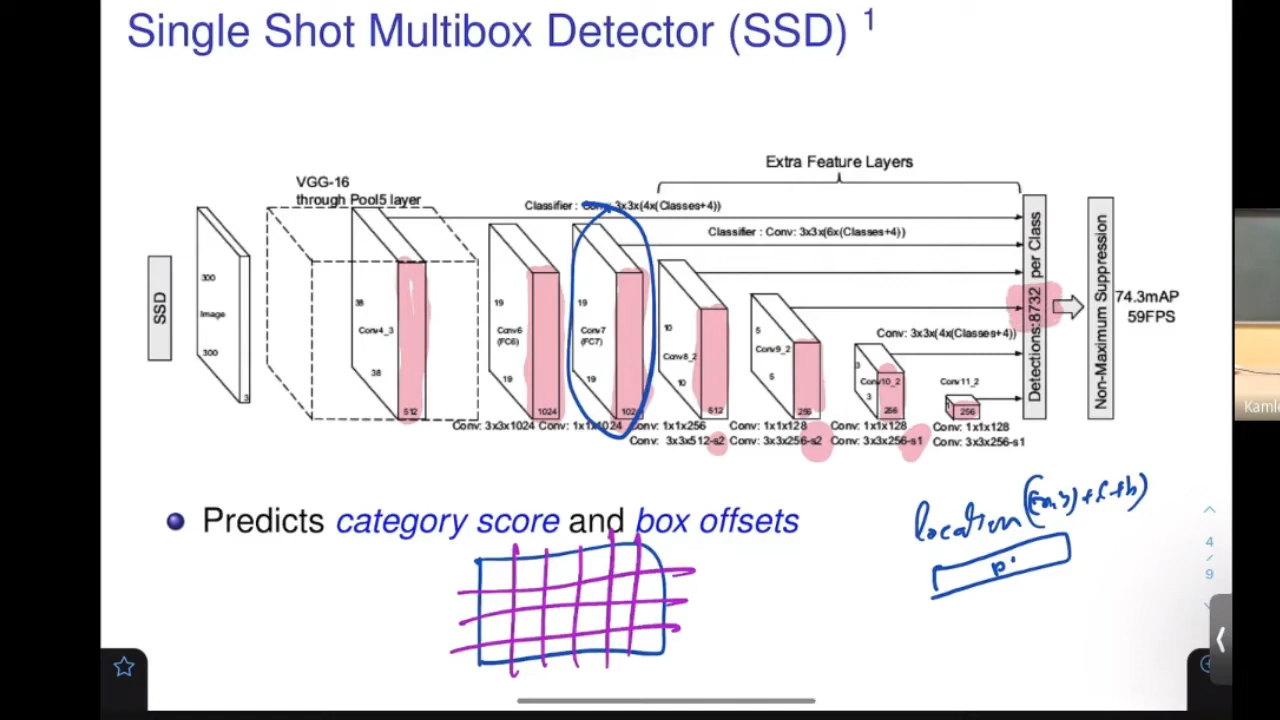 Single Shot Multibox Detector (SSD) 1
Extra Feature Layers
VGG-16
through Pool5 layer
Classifier : Conv: 3x3x(4x(Classes+4))
Classifier : Conv: 3x3x(6x(Classes+4))
SSD
300
Image
300
3
38
Conv4_3
38
512
19
Conv6
(FC6)
19
1024
19
Conv7
(FC7)
19
10
Conv8_2
10
512
5
Conv9_2
5
256
3
Conv10_2
3
256
Conv11_2
256
Conv: 3x3x(4x(Classes+4))
Detections:8732 per Class
Non-Maximum Suppression
74.3mAP
59FPS
Conv: 3x3x1024 Conv: 1x1x1024 Conv: 1x1x256 Conv: 1x1x128 Conv: 1x1x128 Conv: 1x1x128
Conv: 3x3x512-s2 Conv: 3x3x256-s2 Conv: 3x3x256-s1 Conv: 3x3x256-s1
Predicts category score and box offsets
location
p.
4
/
9
Kaml